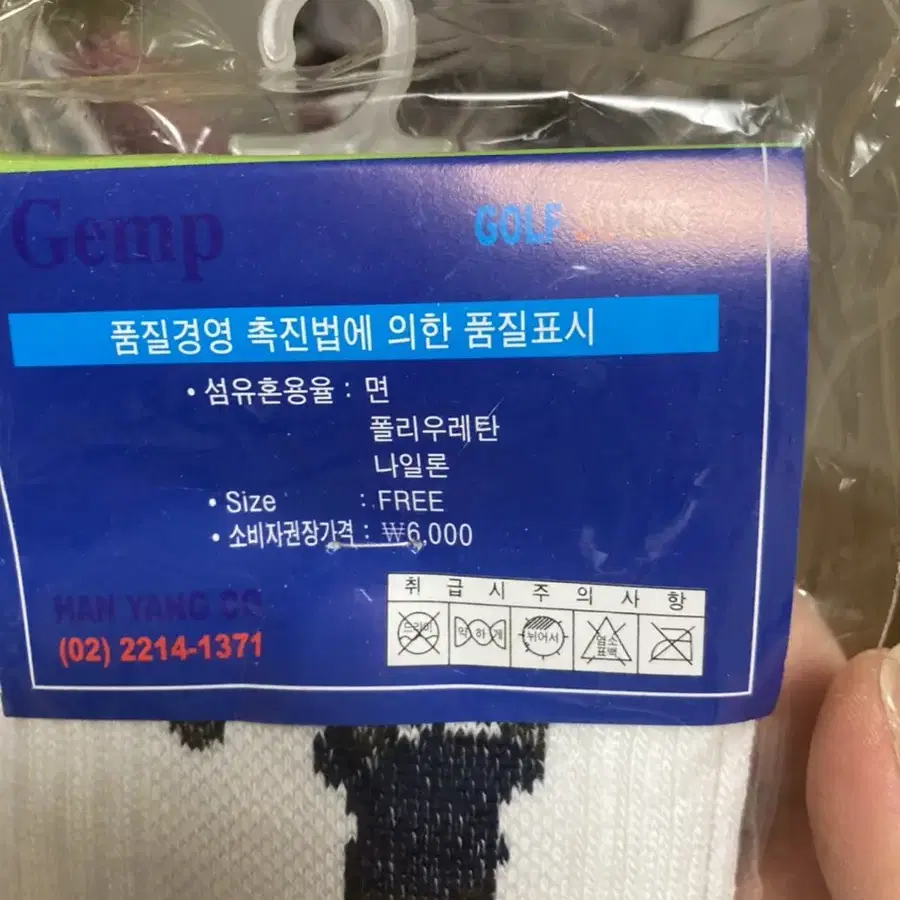 Gemp
GOLF SOCKS
품질경영 촉진법에 의한 품질표시
• 섬유혼용율 : 면
폴리우레탄
나일론
• Size : FREE
• 소비자권장가격 : ₩6,000
HAN YANG CO
(02) 2214-1371
취 급 시 주 의 사 항
드라이
약하게
뉘어서
염소
표백